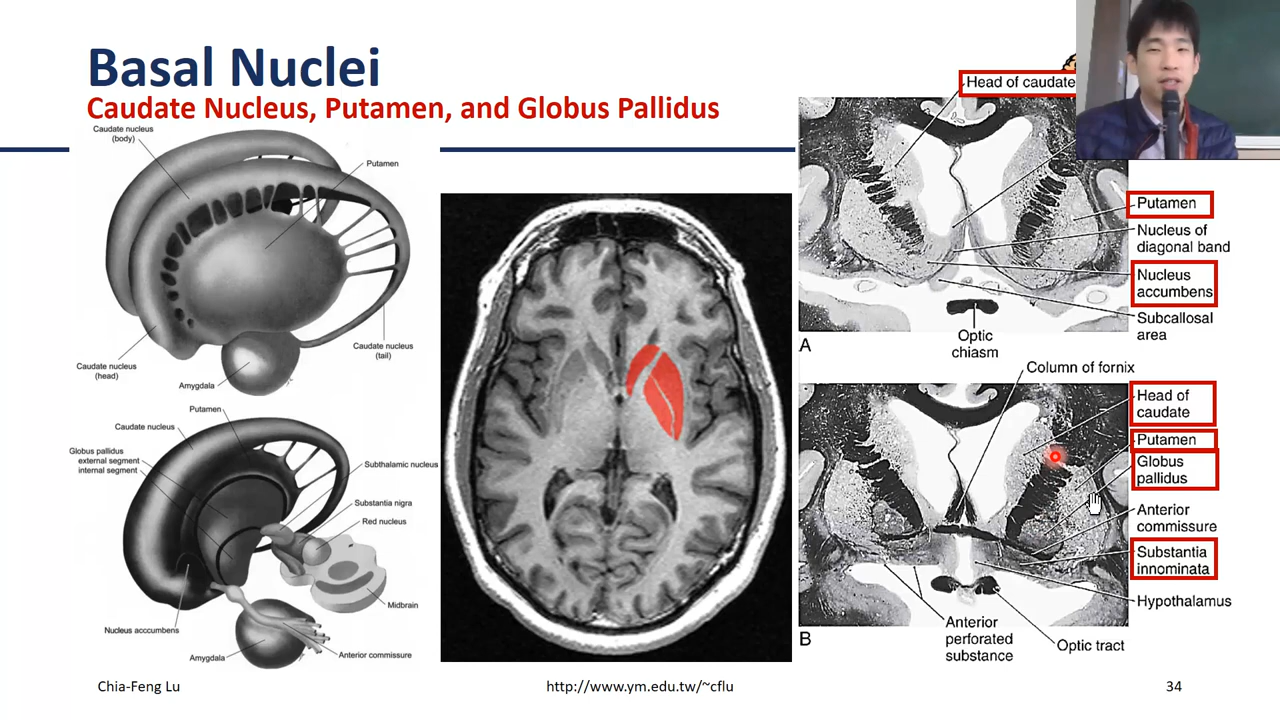 Basal Nuclei
Caudate Nucleus, Putamen, and Globus Pallidus
Caudate nucleus
(body)
Putamen
Caudate nucleus
(tail)
Caudate nucleus
(head)
Amygdala
Putamen
Caudate nucleus
Globus pallidus
external segment
internal segment
Subthalamic nucleus
Substantia nigra
Red nucleus
Midbrain
Nucleus acccumbens
Amygdala
Anterior commissure
Head of caudate
Putamen
Nucleus of
diagonal band
Nucleus
accumbens
Subcallosal
area
Optic
chiasm
A
Column of fornix
Head of
caudate
Putamen
Globus
pallidus
Anterior
commissure
Substantia
innominata
Hypothalamus
Anterior
perforated
substance
Optic tract
B
Chia-Feng Lu
http://www.ym.edu.tw/~cflu
34